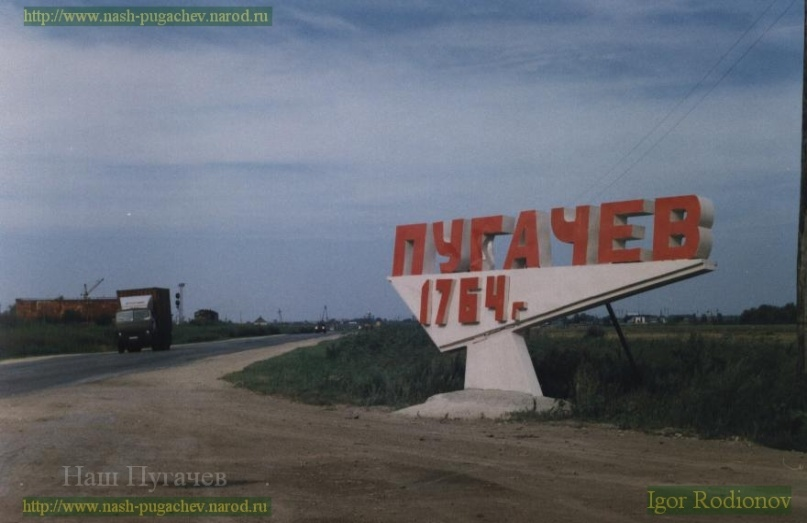 http://www.nash-pugachev.narod.ru
ПУГАЧЕВ
1764г
Наш Пугачев
http://www.nash-pugachev.narod.ru
Igor Rodionov